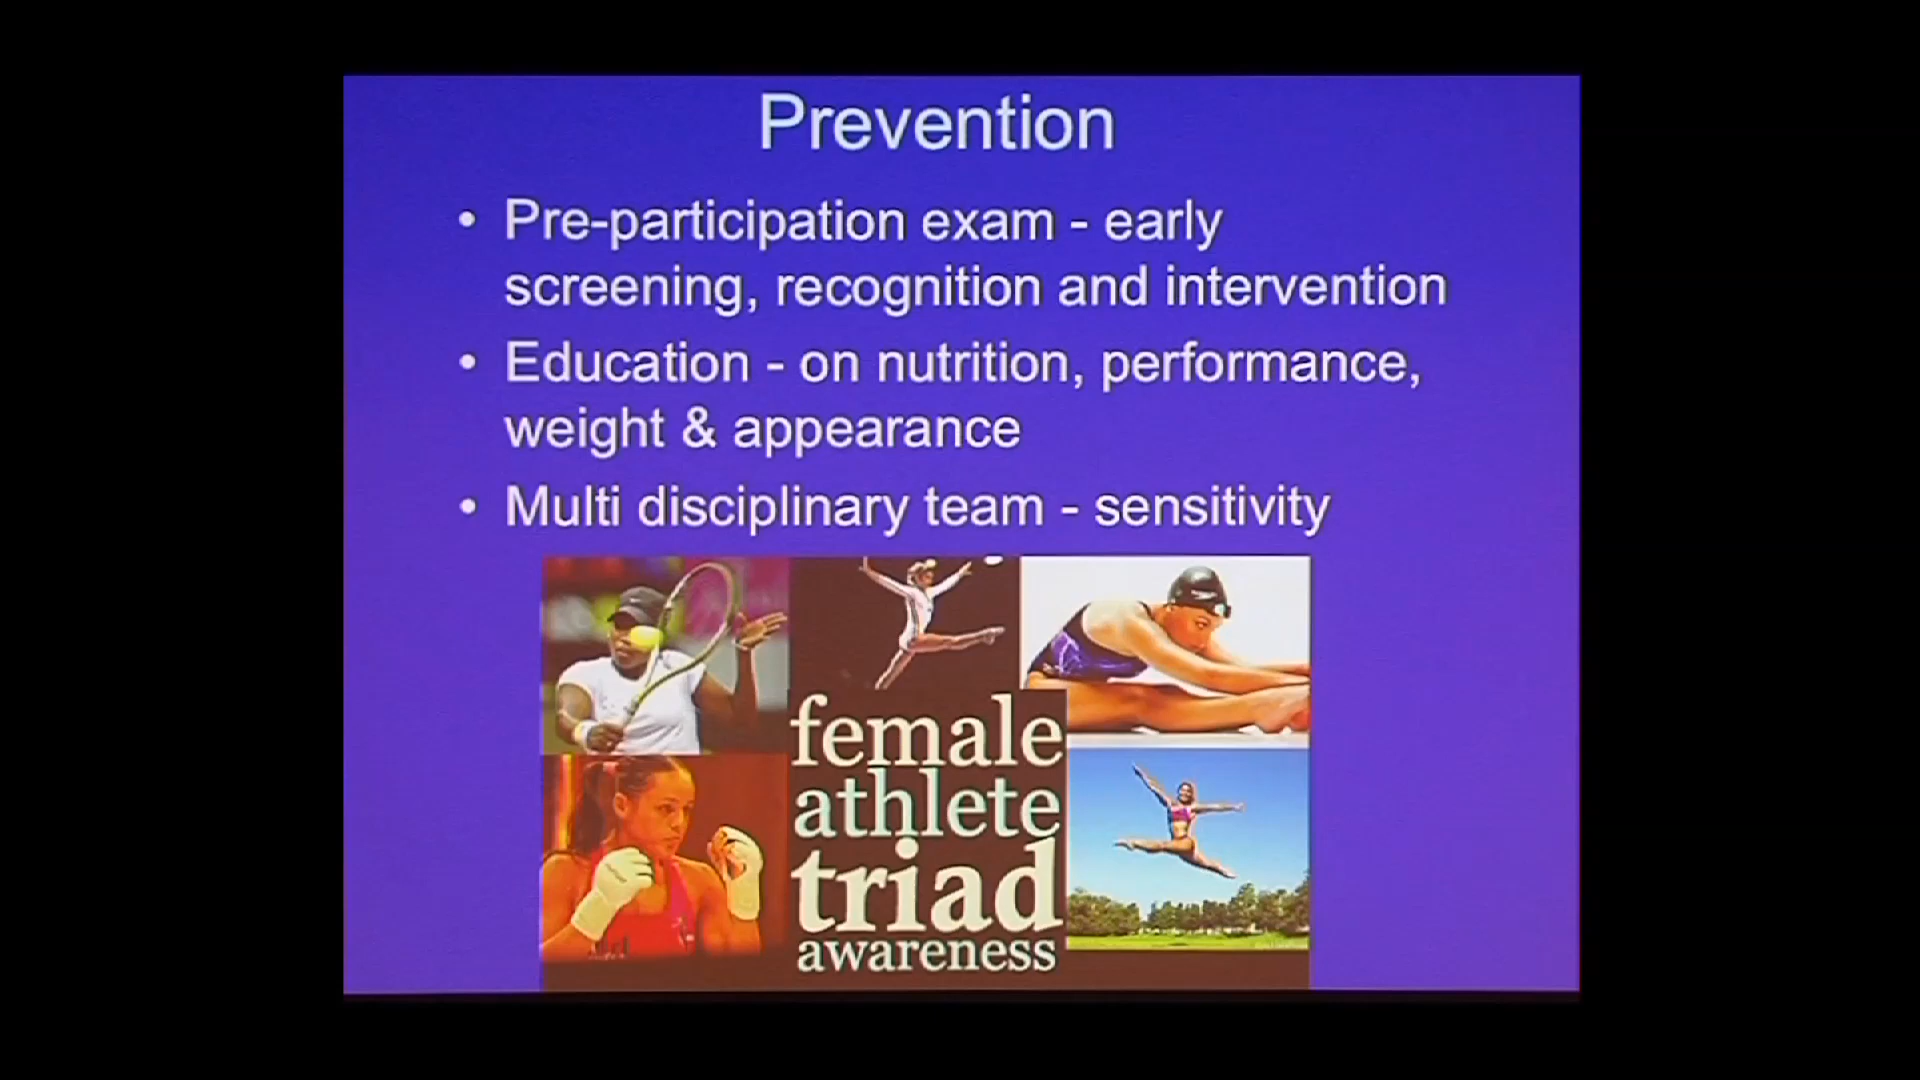 Prevention
• Pre-participation exam - early
screening, recognition and intervention
• Education - on nutrition, performance,
weight & appearance
• Multi disciplinary team - sensitivity
female
athlete
triad
awareness